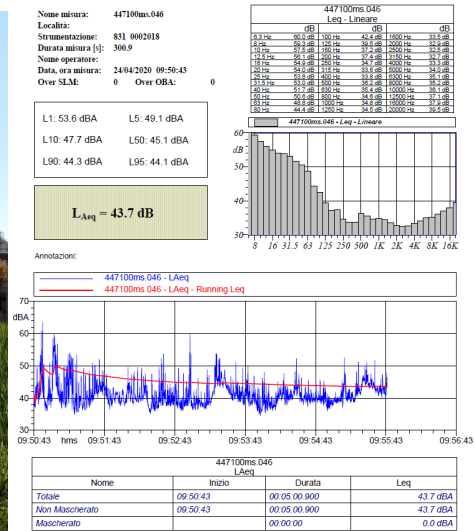 Nome misura: 447100ms.046
Località:
Strumentazione: 831 0002018
Durata misura [s]: 300.9
Nome operatore:
Data, ora misura: 24/04/2020 09:50:43
Over SLM: 0 Over OBA: 0
447100ms.046
Leq - Lineare
dB dB dB
6.3 Hz 60.0 dB 100 Hz 42.4 dB 1600 Hz 33.5 dB
8 Hz 59.3 dB 125 Hz 39.5 dB 2000 Hz 32.9 dB
10 Hz 57.5 dB 160 Hz 37.2 dB 2500 Hz 32.4 dB
12.5 Hz 56.1 dB 200 Hz 37.4 dB 3150 Hz 32.7 dB
16 Hz 54.9 dB 250 Hz 34.7 dB 4000 Hz 33.3 dB
20 Hz 54.0 dB 315 Hz 33.6 dB 5000 Hz 34.0 dB
25 Hz 53.8 dB 400 Hz 33.8 dB 6300 Hz 35.1 dB
31.5 Hz 53.0 dB 500 Hz 36.2 dB 8000 Hz 35.2 dB
40 Hz 51.7 dB 630 Hz 35.4 dB 10000 Hz 36.1 dB
50 Hz 50.6 dB 800 Hz 34.6 dB 12500 Hz 37.1 dB
63 Hz 48.8 dB 1000 Hz 34.8 dB 16000 Hz 37.9 dB
80 Hz 44.4 dB 1250 Hz 34.5 dB 20000 Hz 39.5 dB
L1: 53.6 dBA L5: 49.1 dBA
L10: 47.7 dBA L50: 45.1 dBA
L90: 44.3 dBA L95: 44.1 dBA
447100ms.046 - Leq - Lineare
60
dB
50
40
30
8 16 31.5 63 125 250 500 1K 2K 4K 8K 16K
LAeq = 43.7 dB
Annotazioni:
447100ms.046 - LAeq
447100ms.046 - LAeq - Running Leq
70
dBA
60
50
40
30
09:50:43 hms 09:51:43 09:52:43 09:53:43 09:54:43 09:55:43 09:56:43
447100ms.046
LAeq
Nome Inizio Durata Leq
Totale 09:50:43 00:05:00.900 43.7 dBA
Non Mascherato 09:50:43 00:05:00.900 43.7 dBA
Mascherato 00:00:00 0.0 dBA